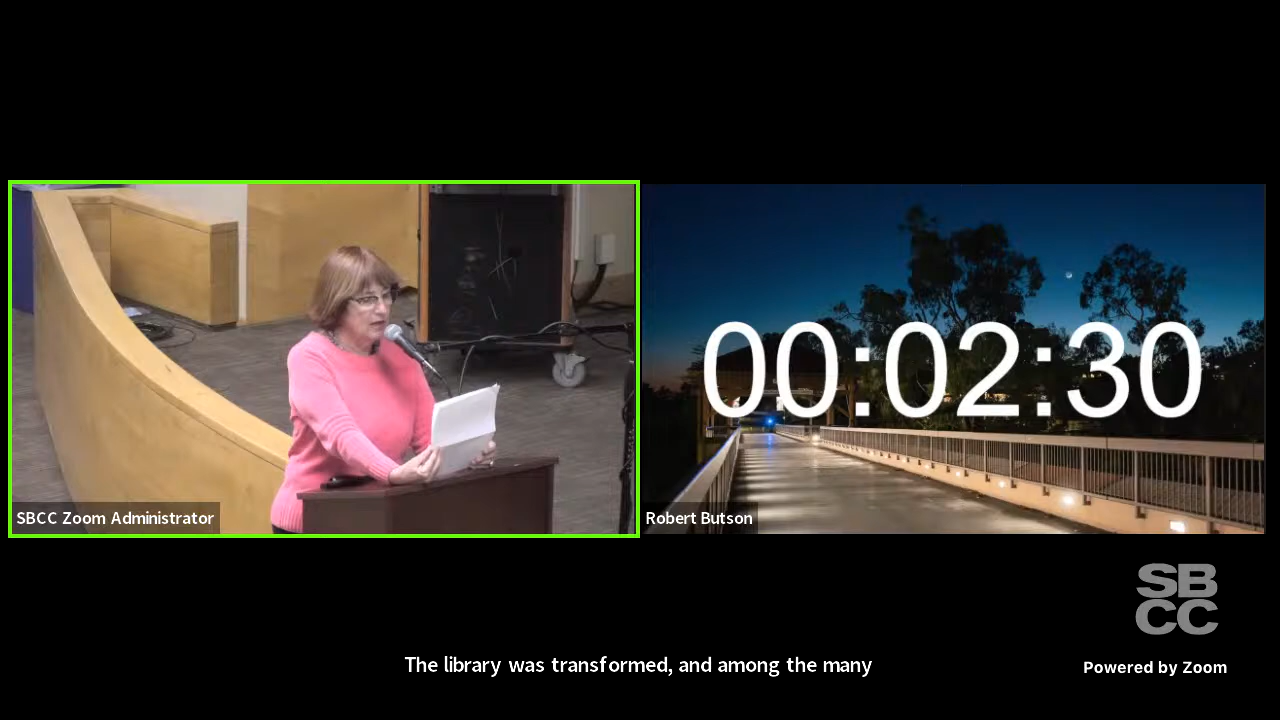 00:02:30
SBCC Zoom Administrator
Robert Butson
SB
CC
The library was transformed, and among the many
Powered by Zoom